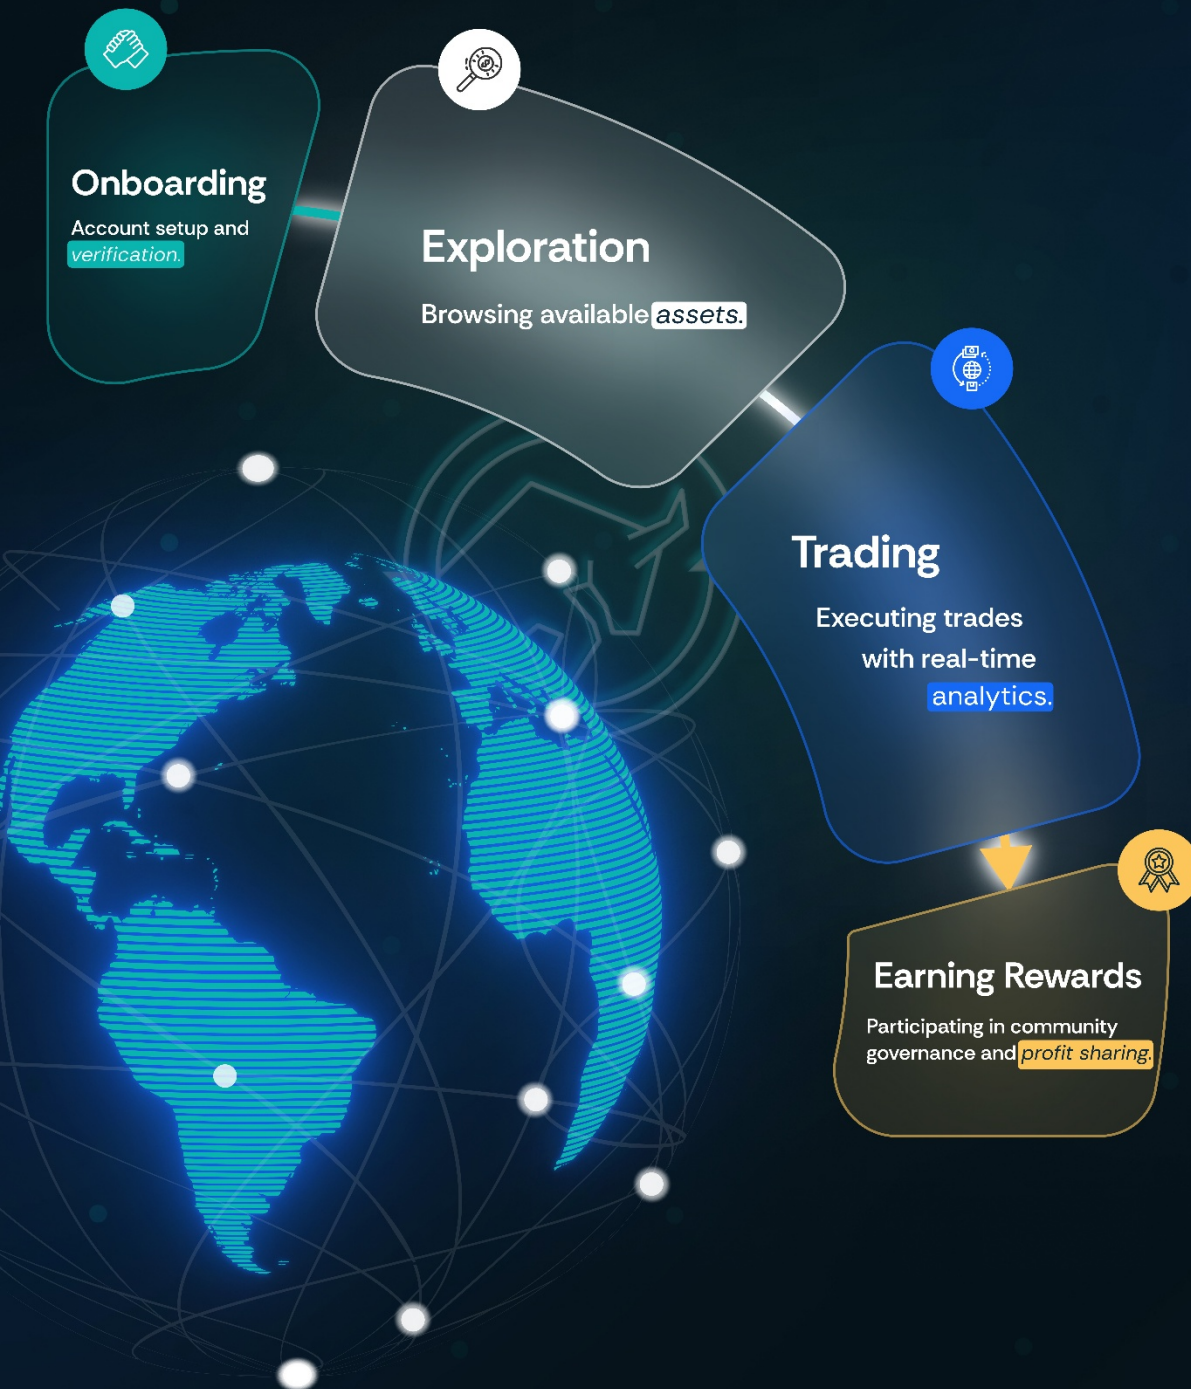 Onboarding
Account setup and
verification.
Exploration
Browsing available assets.
Trading
Executing trades
with real-time
analytics.
Earning Rewards
Participating in community
governance and profit sharing.